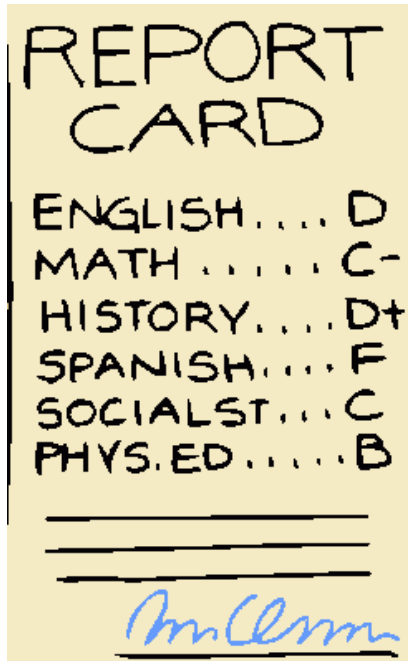 REPORT
CARD
ENGLISH.... D
MATH ..... C-
HISTORY.... D+
SPANISH.... F
SOCIALST... C
PHYS.ED..... B